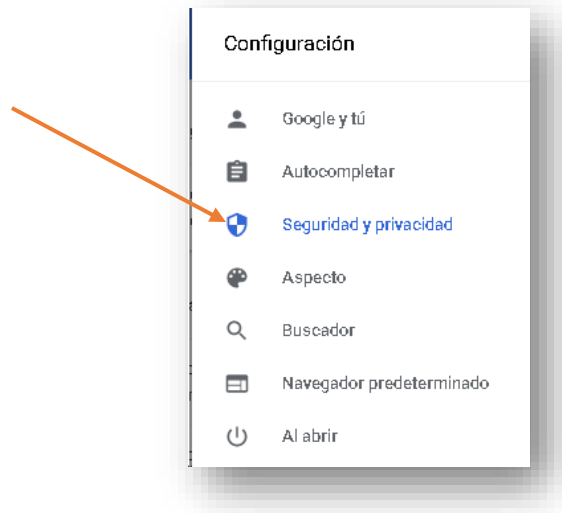 Configuración
Google y tú
Autocompletar
Seguridad y privacidad
Aspecto
Buscador
Navegador predeterminado
Al abrir